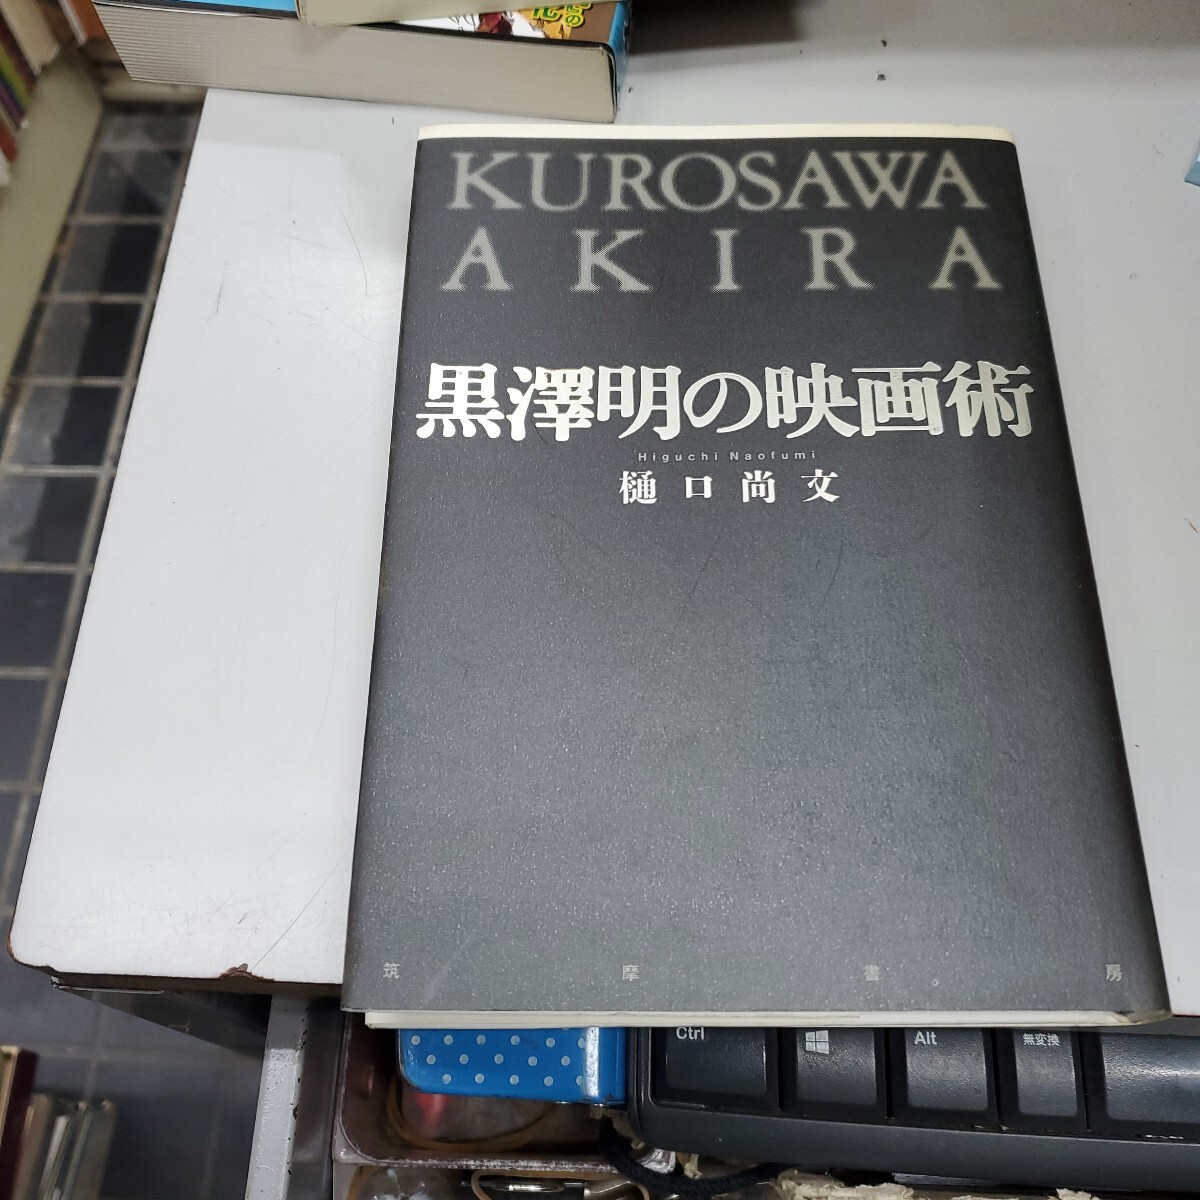 KUROSAWA
AKIRA
黒澤明の映画術
Higuchi Naofumi
樋口尚文
筑摩書房
Ctrl
Alt
無変換